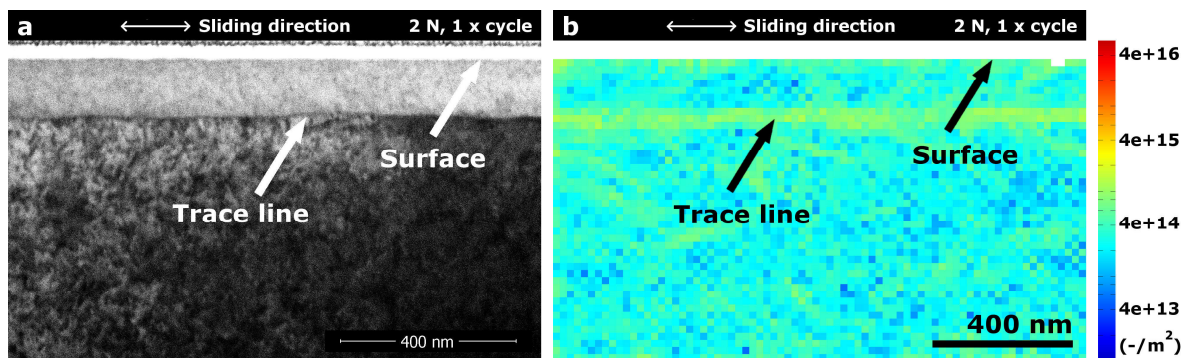 a
Sliding direction
2 N, 1 x cycle
Surface
Trace line
400 nm
b
Sliding direction
2 N, 1 x cycle
Surface
Trace line
400 nm
4e+16
4e+15
4e+14
4e+13
(-/m²)